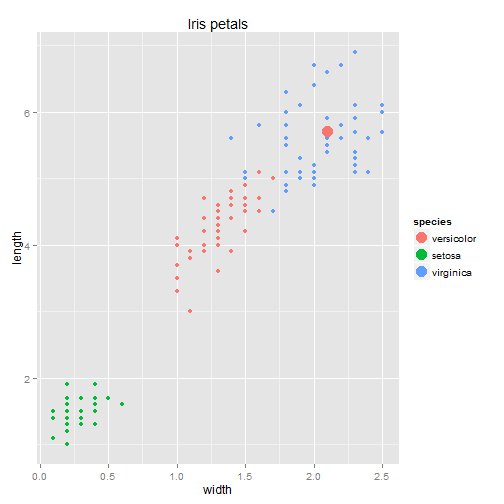 Iris petals
6
4
2
length
0.0 0.5 1.0 1.5 2.0 2.5
width
species
versicolor
setosa
virginica